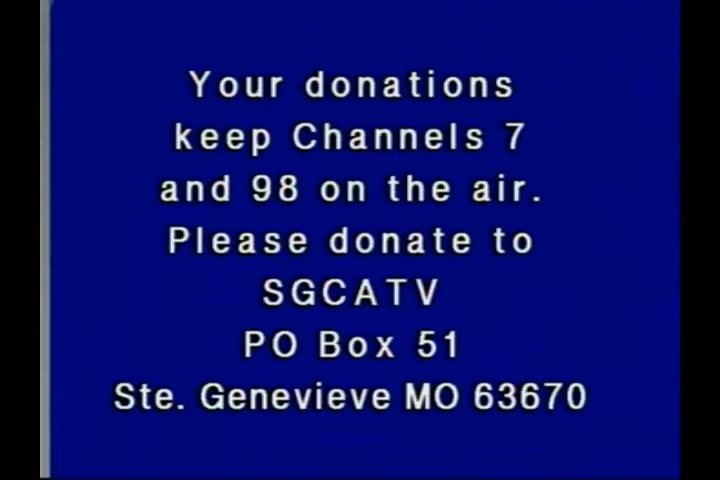 Your donations
keep Channels 7
and 98 on the air.
Please donate to
SGCATV
PO Box 51
Ste. Genevieve MO 63670